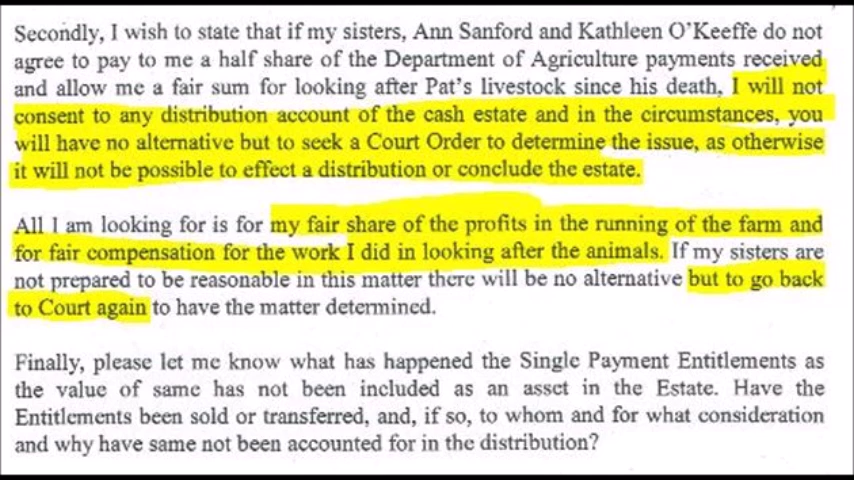 Secondly, I wish to state that if my sisters, Ann Sanford and Kathleen O'Keeffe do not
agree to pay to me a half share of the Department of Agriculture payments received
and allow me a fair sum for looking after Pat's livestock since his death, I will not
consent to any distribution account of the cash estate and in the circumstances, you
will have no alternative but to seek a Court Order to determine the issue, as otherwise
it will not be possible to effect a distribution or conclude the estate.
All I am looking for is for my fair share of the profits in the running of the farm and
for fair compensation for the work I did in looking after the animals. If my sisters are
not prepared to be reasonable in this matter there will be no alternative but to go back
to Court again to have the matter determined.
Finally, please let me know what has happened the Single Payment Entitlements as
the value of same has not been included as an asset in the Estate. Have the
Entitlements been sold or transferred, and, if so, to whom and for what consideration
and why have same not been accounted for in the distribution?